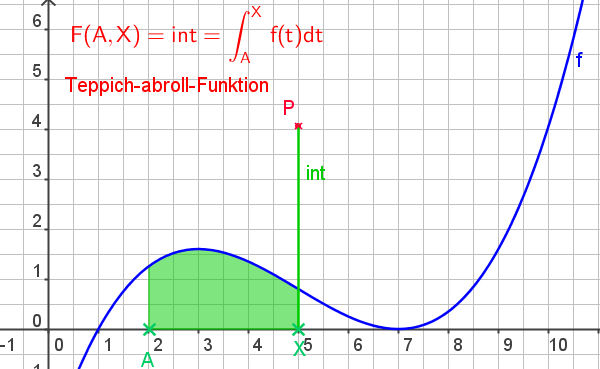 6
F(A,X) = int = ∫_A^X f(t)dt
f
5
Teppich-abroll-Funktion
P
4
int
3
2
1
0
-1 0 1 2 3 4 5 6 7 8 9 10
A X